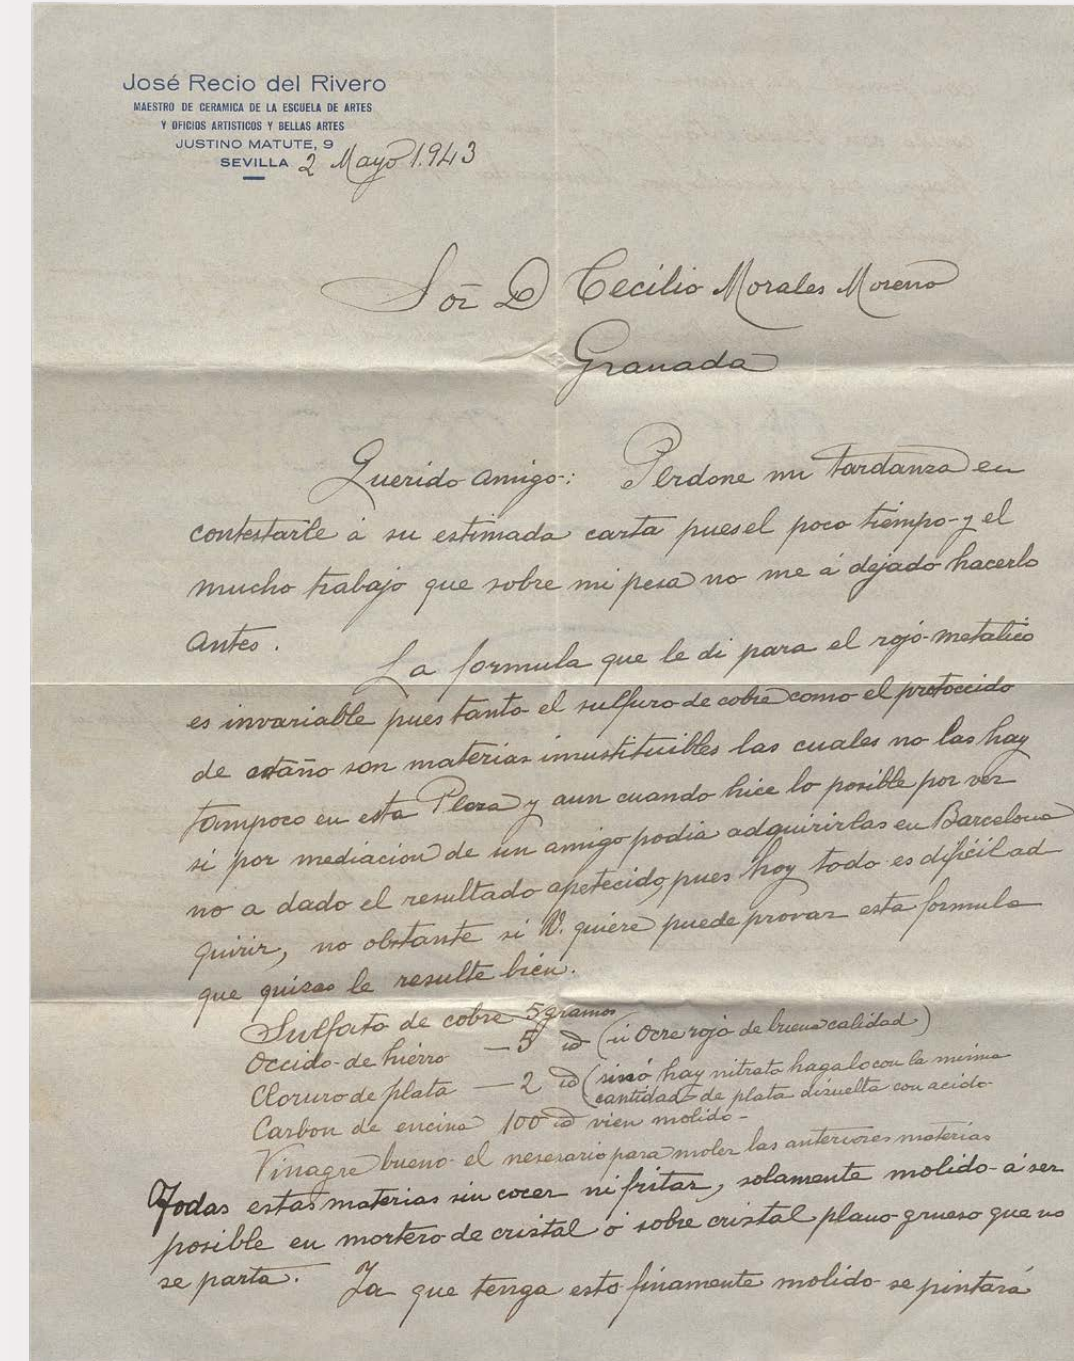 José Recio del Rivero
MAESTRO DE CERAMICA DE LA ESCUELA DE ARTES
Y OFICIOS ARTISTICOS Y BELLAS ARTES
JUSTINO MATUTE, 9
SEVILLA 2 Mayo 1.943
Sor D Cecilio Morales Moreno
Granada
Querido amigo: Perdone mi tardanza en
contestarle á su estimada carta puesel poco tiempo y el
mucho trabajo que sobre mi pesa no me á dejado hacerlo
antes.
La formula que le di para el rojo metalico
es invariable pues tanto el sulfuro de cobre como el protoccido
de estaño son materias insustituibles las cuales no las hay
tampoco en esta Plaza y aun cuando hice lo posible por ver
si por mediacion de un amigo podia adquirirlas en Barcelona
no a dado el resultado apetecido pues hoy todo es dificil ad
quirir, no obstante si V. quiere puede provar esta formula
que quizas le resulte bien.
Sulfato de cobre 5 gramos
Occido de hierro — 5 id (ú Ocre rojo de buena calidad)
Cloruro de plata — 2 id (sinó hay nitrato hagalo con la misma
cantidad de plata disuelta con acido
Carbon de encina 100 id vien molido -
Vinagre bueno el nesesario para moler las anteriores materias
Todas estas materias sin cocer ni fritar, solamente molido á ser
posible en mortero de cristal ó sobre cristal plano grueso que no
se parta. Ya que tenga esto finamente molido se pintará